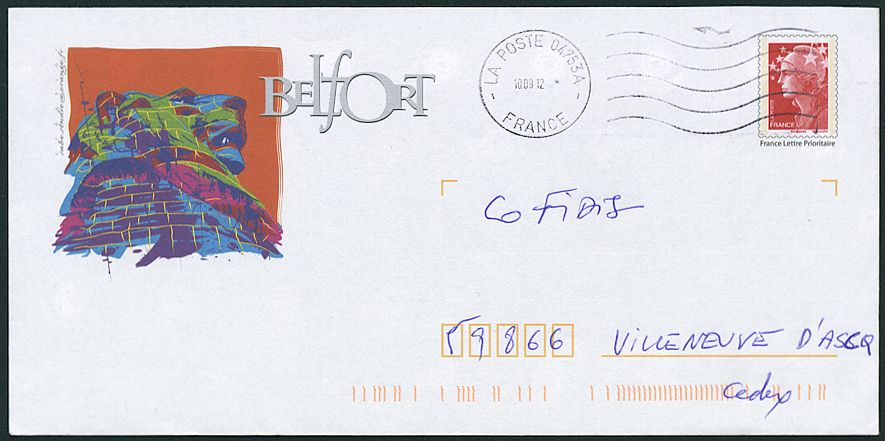 BELFORT
LA POSTE 04753A
10.09.12
FRANCE
FRANCE
France Lettre Prioritaire
Cofidis
59866 VILLENEUVE D'ASCQ
Cedex